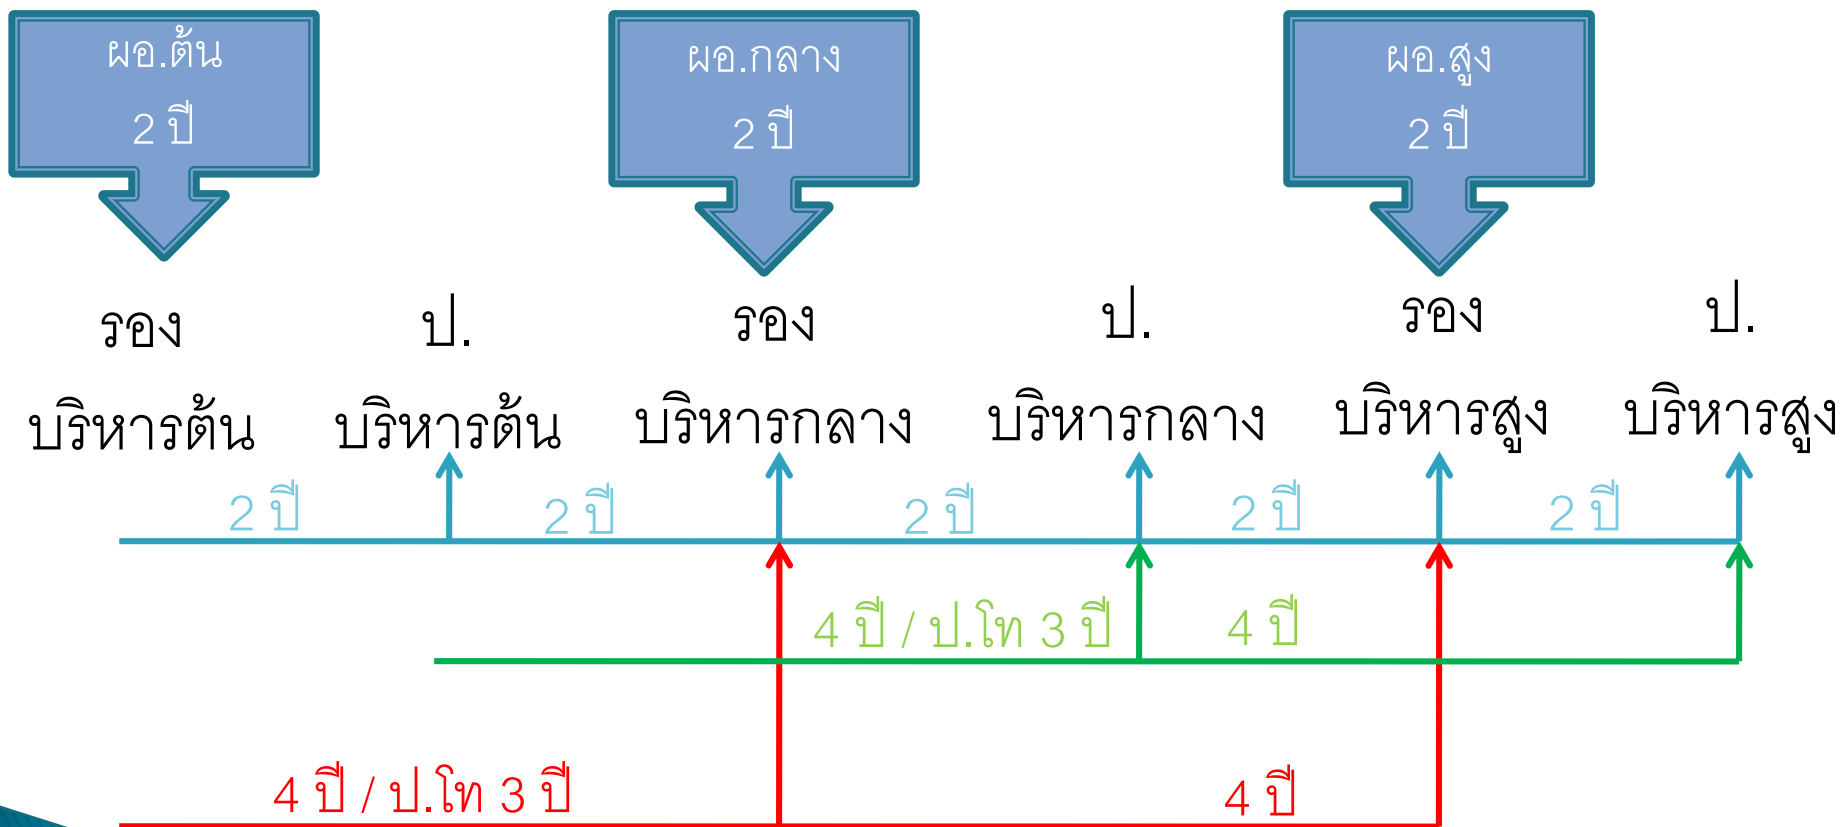 ผอ.ต้น
2 ปี
ผอ.กลาง
2 ปี
ผอ.สูง
2 ปี
รอง
บริหารต้น
ป.
บริหารต้น
รอง
บริหารกลาง
ป.
บริหารกลาง
รอง
บริหารสูง
ป.
บริหารสูง
2 ปี
2 ปี
2 ปี
2 ปี
2 ปี
4 ปี / ป.โท 3 ปี
4 ปี
4 ปี / ป.โท 3 ปี
4 ปี